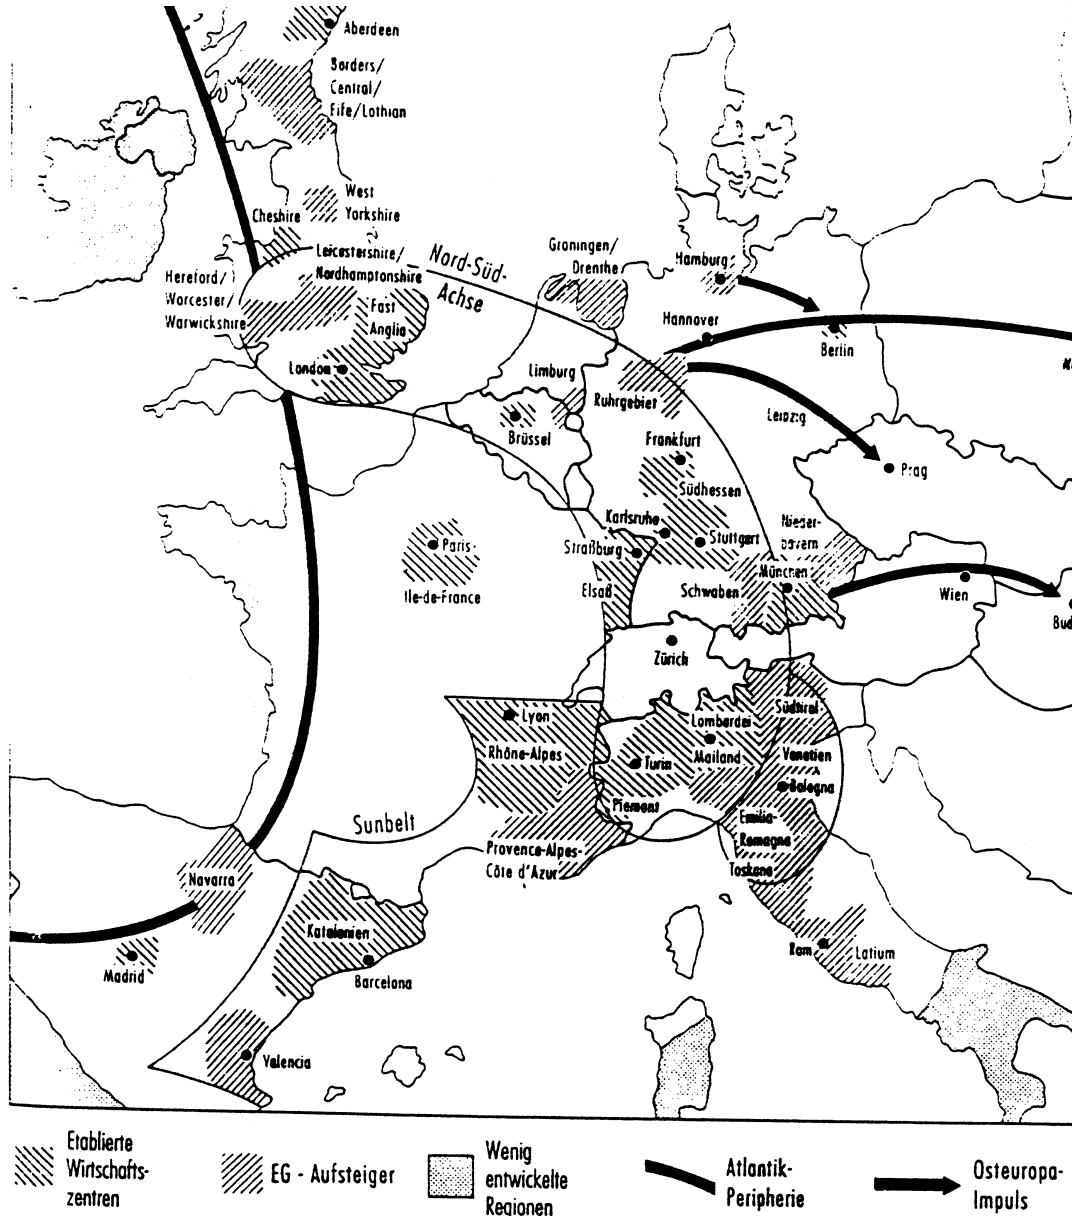 Aberdeen
Borders/
Central/
Fife/Lothian
West
Yorkshire
Cheshire
Leicestershire/
Nordhamptonshire
Hereford/
Worcester/
Warwickshire
East
Anglia
London
Nord-Süd-
Achse
Groningen/
Drenthe
Hamburg
Hannover
Berlin
Limburg
Ruhrgebiet
Brüssel
Leipzig
Prag
Frankfurt
Südhessen
Karlsruhe
Stuttgart
Straßburg
Elsaß
Nieder-
bayern
München
Schwaben
Wien
Bud
Paris
Ile-de-France
Zürich
Lyon
Rhône-Alpes
Lombardei
Mailand
Turin
Piemont
Südtirol
Venetien
Bologna
Emilia-
Romagna
Toskana
Sunbelt
Provence-Alpes-
Côte d'Azur
Navarra
Madrid
Katalonien
Barcelona
Valencia
Rom
Latium
Etablierte
Wirtschafts-
zentren
EG - Aufsteiger
Wenig
entwickelte
Regionen
Atlantik-
Peripherie
Osteuropa-
Impuls